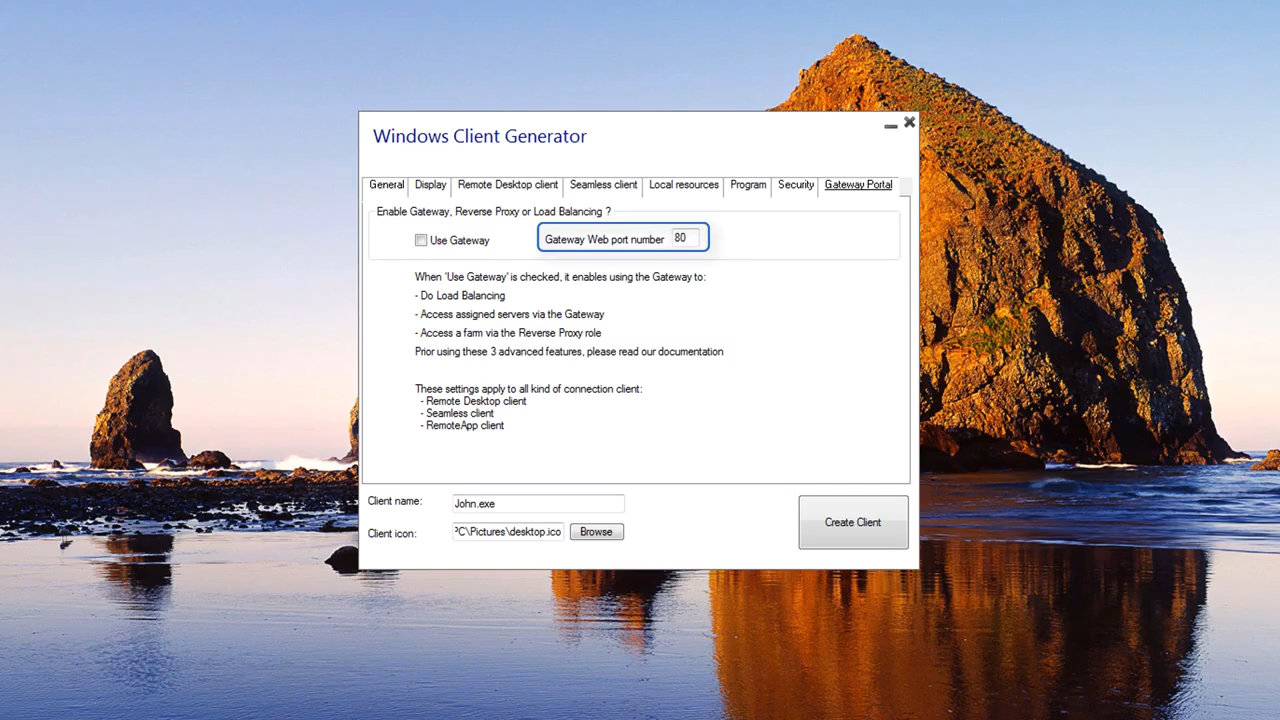 Windows Client Generator
General Display Remote Desktop client Seamless client Local resources Program Security Gateway Portal
Enable Gateway, Reverse Proxy or Load Balancing ?
Use Gateway Gateway Web port number 80
When 'Use Gateway' is checked, it enables using the Gateway to:
- Do Load Balancing
- Access assigned servers via the Gateway
- Access a farm via the Reverse Proxy role
Prior using these 3 advanced features, please read our documentation
These settings apply to all kind of connection client:
- Remote Desktop client
- Seamless client
- RemoteApp client
Client name: John.exe
Client icon: PC\Pictures\desktop.ico Browse
Create Client